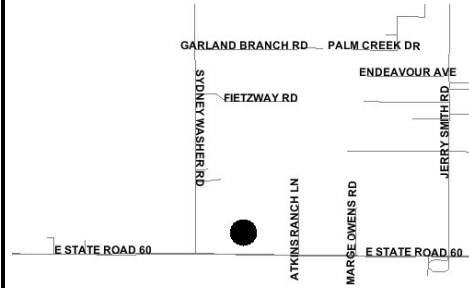 GARLAND BRANCH RD
PALM CREEK DR
ENDEAVOUR AVE
SYDNEY WASHER RD
FIETZWAY RD
JERRY SMITH RD
ATKINS RANCH LN
MARGE OWENS RD
E STATE ROAD 60
E STATE ROAD 60